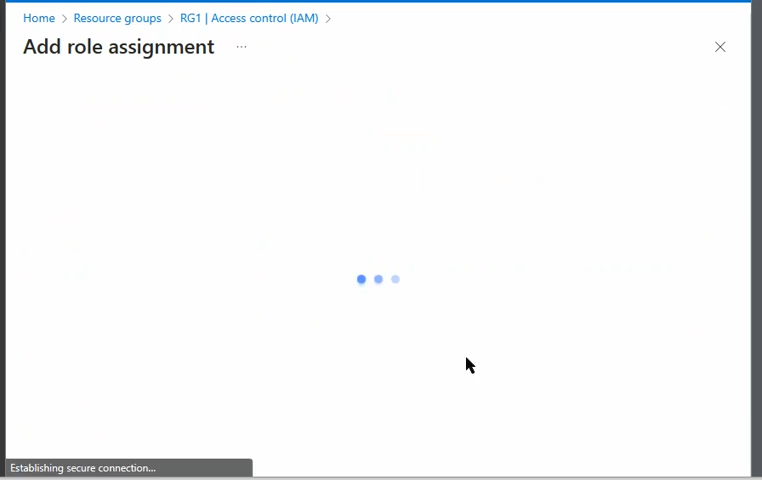 Home > Resource groups > RG1 | Access control (IAM) >
Add role assignment ...
Establishing secure connection...